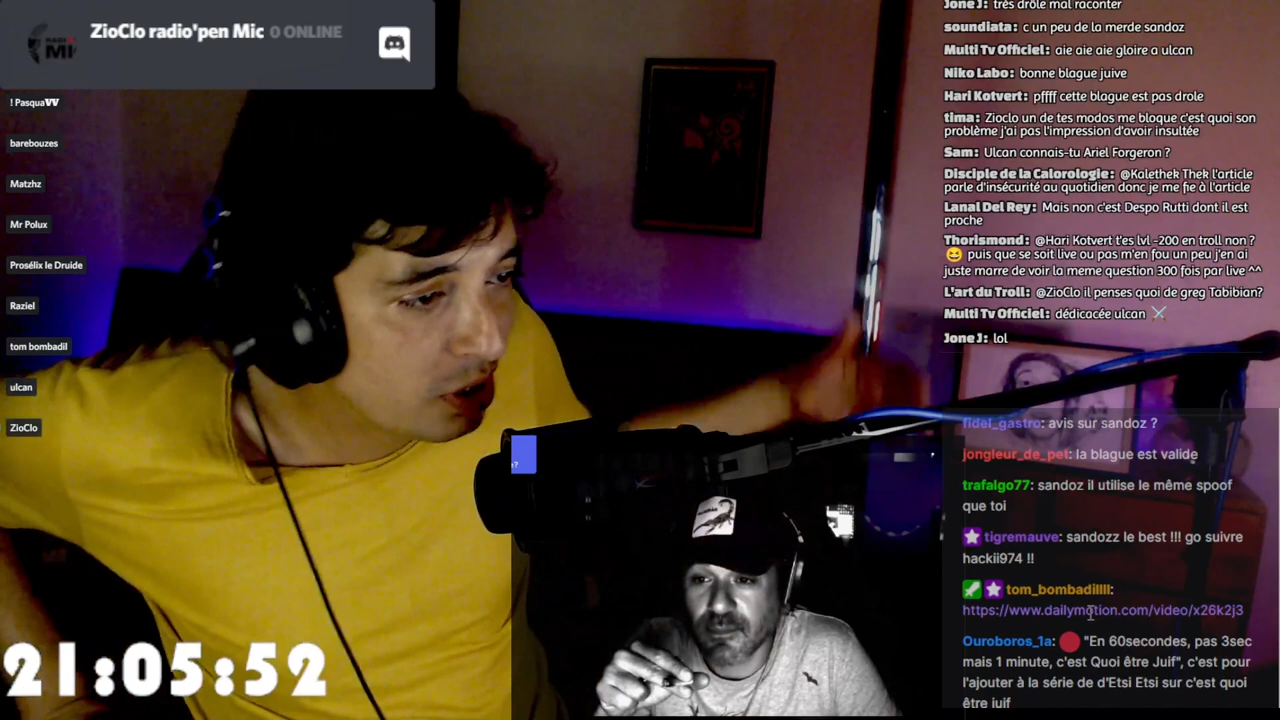 ZioClo radio'pen Mic 0 ONLINE
MI
! PasquaVV
barebouzes
Matzhz
Mr Polux
Prosélix le Druide
Raziel
tom bombadil
ulcan
ZioClo
21:05:52
Jone J: très drôle mal raconter
soundiata: c un peu de la merde sandoz
Multi Tv Officiel: aie aie aie gloire a ulcan
Niko Labo: bonne blague juive
Hari Kotvert: pffff cette blague est pas drole
tima: Zioclo un de tes modos me bloque c'est quoi son
problème j'ai pas l'impression d'avoir insultée
Sam: Ulcan connais-tu Ariel Forgeron ?
Disciple de la Calorologie: @Kalethek Thek l'article
parle d'insécurité au quotidien donc je me fie à l'article
Lanal Del Rey: Mais non c'est Despo Rutti dont il est
proche
Thorismond: @Hari Kotvert t'es lvl -200 en troll non ?
😆 puis que se soit live ou pas m'en fou un peu j'en ai
juste marre de voir la meme question 300 fois par live ^^
L'art du Troll: @ZioClo il penses quoi de greg Tabibian?
Multi Tv Officiel: dédicacée ulcan ⚔️
Jone J: lol
fidel_gastro: avis sur sandoz ?
jongleur_de_pet: la blague est valide
trafalgo77: sandoz il utilise le même spoof
que toi
tigremauve: sandozz le best !!! go suivre
hackii974 !!
tom_bombadillll:
https://www.dailymotion.com/video/x26k2j3
Ouroboros_1a: 🔴 "En 60secondes, pas 3sec
mais 1 minute, c'est Quoi être Juif", c'est pour
l'ajouter à la série de d'Etsi Etsi sur c'est quoi
être juif